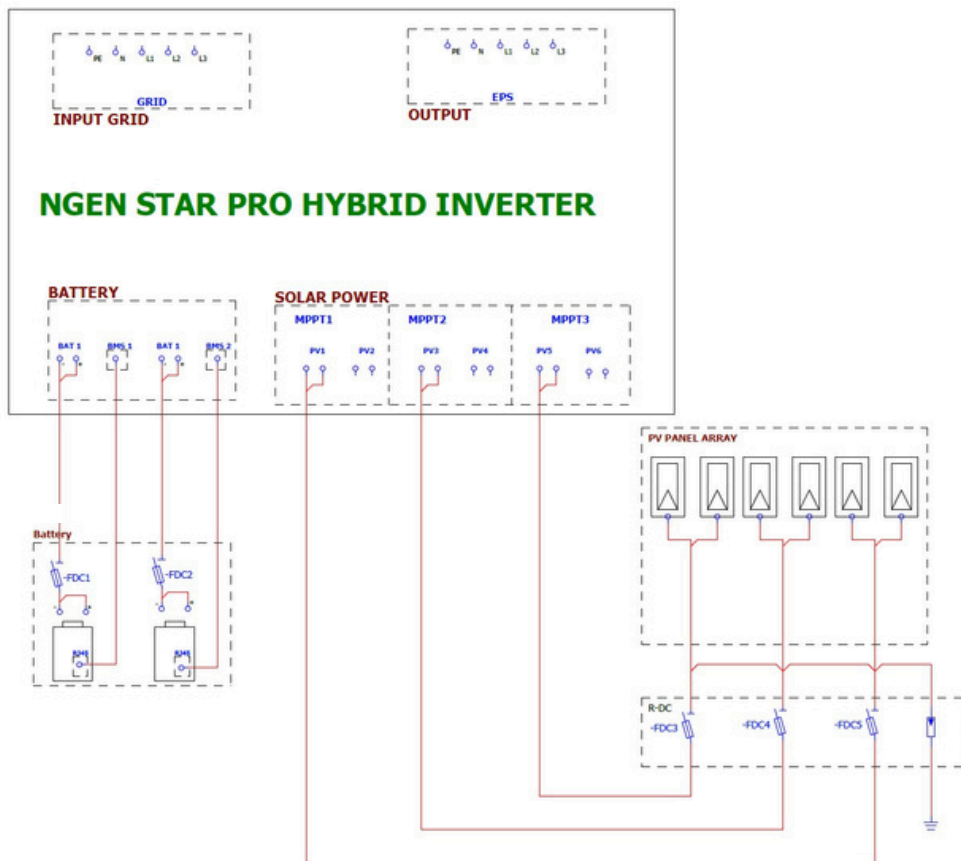 PE N L1 L2 L3
GRID
INPUT GRID
PE N L1 L2 L3
EPS
OUTPUT
NGEN STAR PRO HYBRID INVERTER
BATTERY
BAT 1 BMS 1 BAT 1 BMS 2
SOLAR POWER
MPPT1 MPPT2 MPPT3
PV1 PV2 PV3 PV4 PV5 PV6
PV PANEL ARRAY
Battery
-FDC1 -FDC2
RJ45 RJ45
R-DC
-FDC3 -FDC4 -FDC5